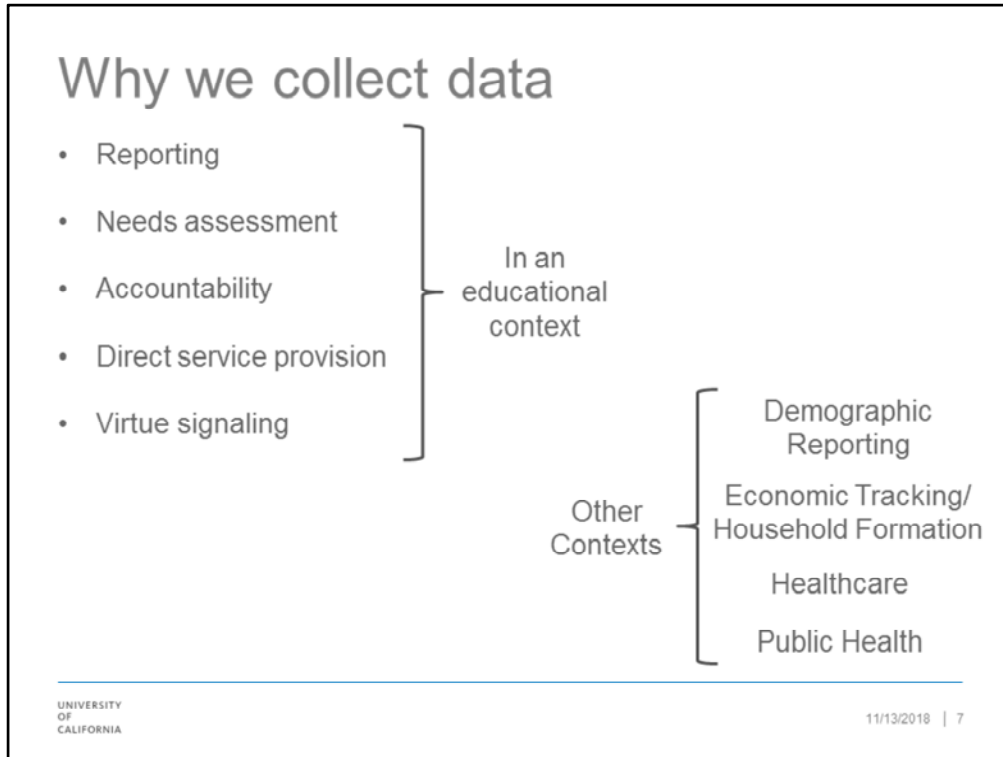 Why we collect data
• Reporting
• Needs assessment
• Accountability
• Direct service provision
• Virtue signaling
In an
educational
context
Other
Contexts
Demographic
Reporting
Economic Tracking/
Household Formation
Healthcare
Public Health
UNIVERSITY
OF
CALIFORNIA
11/13/2018 | 7